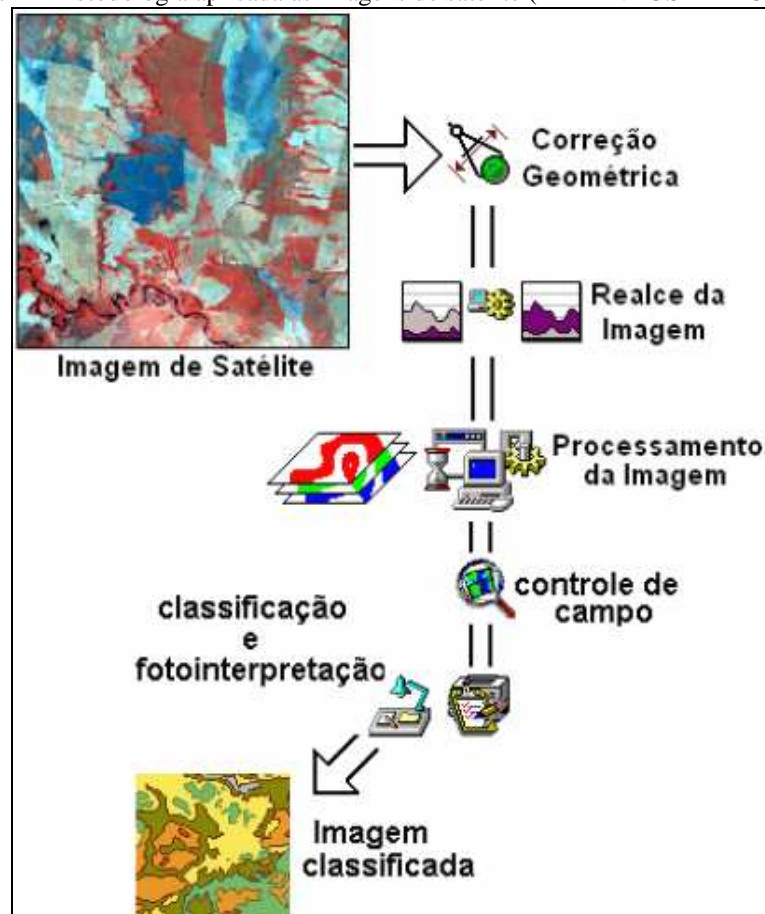 Imagem de Satélite
Correção
Geométrica
Realce da
Imagem
Processamento
da Imagem
controle de
campo
classificação
e
fotointerpretação
Imagem
classificada